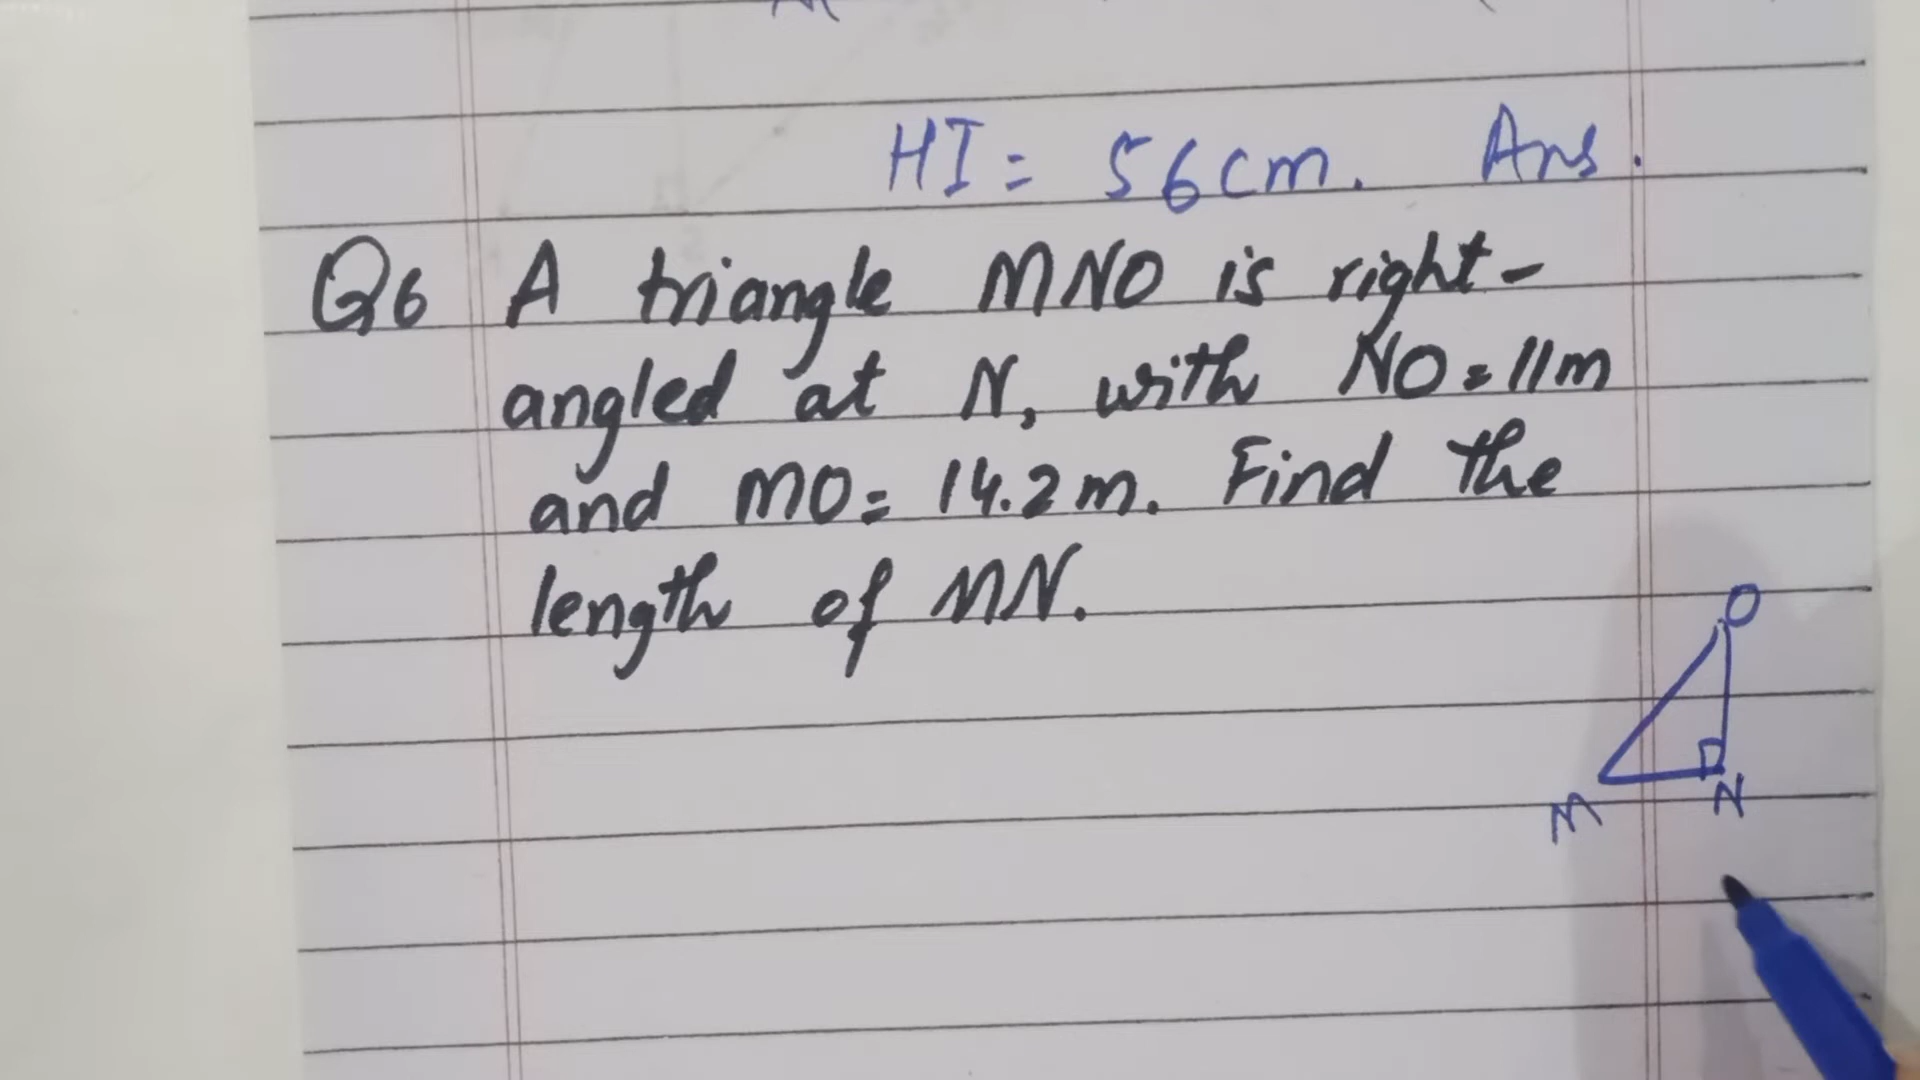 HI = 56cm. Ans.
Q6 A triangle MNO is right-
angled at N, with NO = 11m
and MO = 14.2m. Find the
length of MN.
O
M N